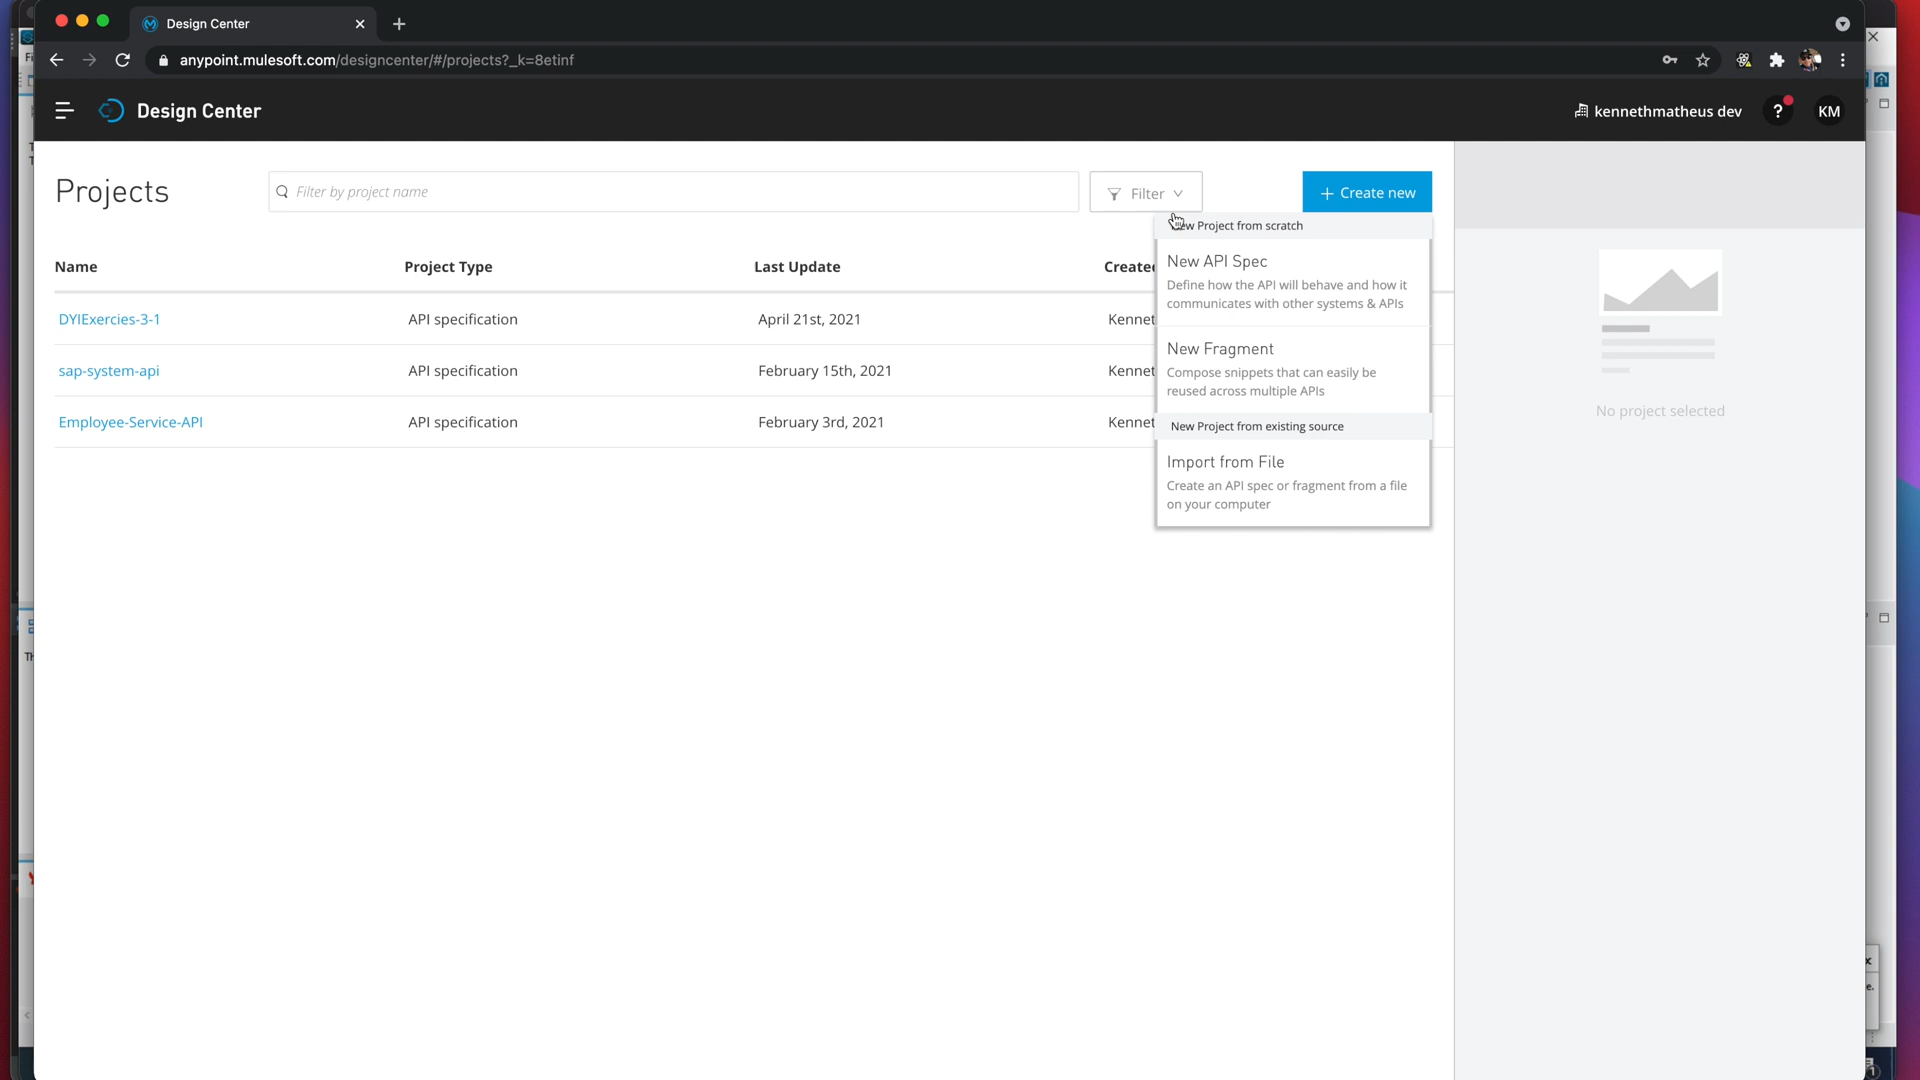 Design Center
anypoint.mulesoft.com/designcenter/#/projects?_k=8etinf
Design Center
kennethmatheus dev
?
KM
Projects
Filter by project name
Filter
Create new
New Project from scratch
Name
Project Type
Last Update
Create
New API Spec
Define how the API will behave and how it
communicates with other systems & APIs
DYIExercies-3-1
API specification
April 21st, 2021
Kennet
New Fragment
Compose snippets that can easily be
reused across multiple APIs
sap-system-api
API specification
February 15th, 2021
Kennet
No project selected
Employee-Service-API
API specification
February 3rd, 2021
Kennet
New Project from existing source
Import from File
Create an API spec or fragment from a file
on your computer